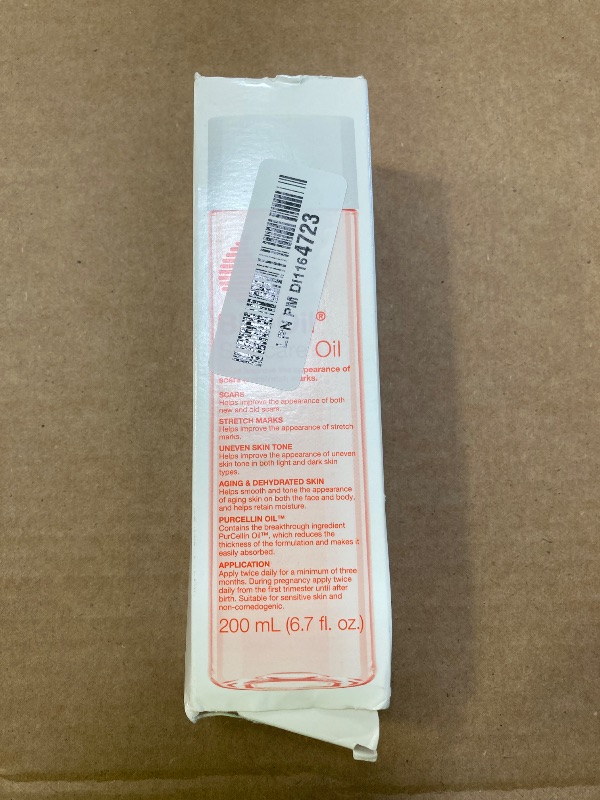 LPN PM DI1164723
Oil
ppearance of
scars
arks.
SCARS
Helps improve the appearance of both
new and old scars.
STRETCH MARKS
Helps improve the appearance of stretch
marks.
UNEVEN SKIN TONE
Helps improve the appearance of uneven
skin tone in both light and dark skin
types.
AGING & DEHYDRATED SKIN
Helps smooth and tone the appearance
of aging skin on both the face and body,
and helps retain moisture.
PURCELLIN OIL™
Contains the breakthrough ingredient
PurCellin Oil™, which reduces the
thickness of the formulation and makes it
easily absorbed.
APPLICATION
Apply twice daily for a minimum of three
months. During pregnancy apply twice
daily from the first trimester until after
birth. Suitable for sensitive skin and
non-comedogenic.
200 mL (6.7 fl. oz.)